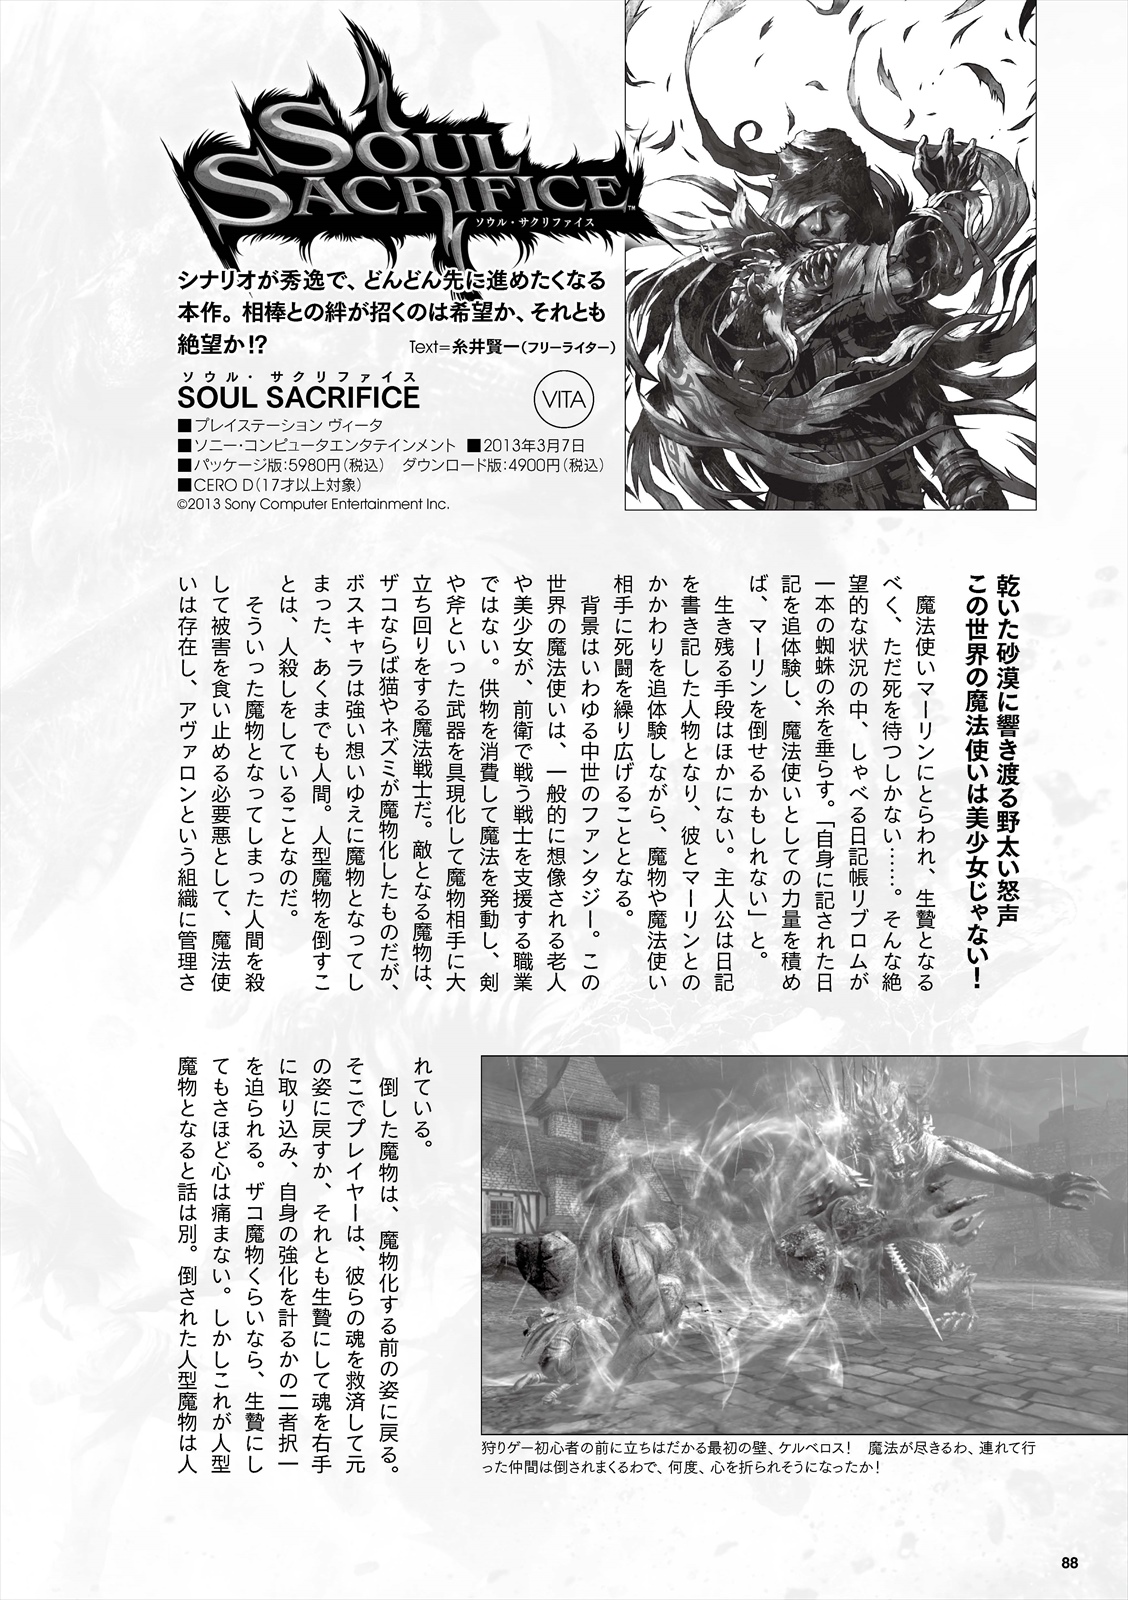 SOUL
SACRIFICE™
ソウル・サクリファイス
シナリオが秀逸で、どんどん先に進めたくなる
本作。相棒との絆が招くのは希望か、それとも
絶望か!?
Text=糸井賢一（フリーライター）
ソウル・サクリファイス
SOUL SACRIFICE
VITA
■プレイステーション ヴィータ
■ソニー・コンピュータエンタテインメント ■2013年3月7日
■パッケージ版：5980円（税込） ダウンロード版：4900円（税込）
■CERO D（17才以上対象）
©2013 Sony Computer Entertainment Inc.
乾いた砂漠に響き渡る野太い怒声
この世界の魔法使いは美少女じゃない！
魔法使いマーリンにとらわれ、生贄となる
べく、ただ死を待つしかない……。そんな絶
望的な状況の中、しゃべる日記帳リブロムが
一本の蜘蛛の糸を垂らす。「自身に記された日
記を追体験し、魔法使いとしての力量を積め
ば、マーリンを倒せるかもしれない」と。
生き残る手段はほかにない。主人公は日記
を書き記した人物となり、彼とマーリンとの
かかわりを追体験しながら、魔物や魔法使い
相手に死闘を繰り広げることとなる。
背景はいわゆる中世のファンタジー。この
世界の魔法使いは、一般的に想像される老人
や美少女が、前衛で戦う戦士を支援する職業
ではない。供物を消費して魔法を発動し、剣
や斧といった武器を具現化して魔物相手に大
立ち回りをする魔法戦士だ。敵となる魔物は、
ザコならば猫やネズミが魔物化したものだが、
ボスキャラは強い想いゆえに魔物となってし
まった、あくまでも人間。人型魔物を倒すこ
とは、人殺しをしていることなのだ。
そういった魔物となってしまった人間を殺
して被害を食い止める必要悪として、魔法使
いは存在し、アヴァロンという組織に管理さ
れている。
倒した魔物は、魔物化する前の姿に戻る。
そこでプレイヤーは、彼らの魂を救済して元
の姿に戻すか、それとも生贄にして魂を右手
に取り込み、自身の強化を計るかの二者択一
を迫られる。ザコ魔物くらいなら、生贄にし
てもさほど心は痛まない。しかしこれが人型
魔物となると話は別。倒された人型魔物は人
狩りゲー初心者の前に立ちはだかる最初の壁、ケルベロス！ 魔法が尽きるわ、連れて行
った仲間は倒されまくるわで、何度、心を折られそうになったか！
88